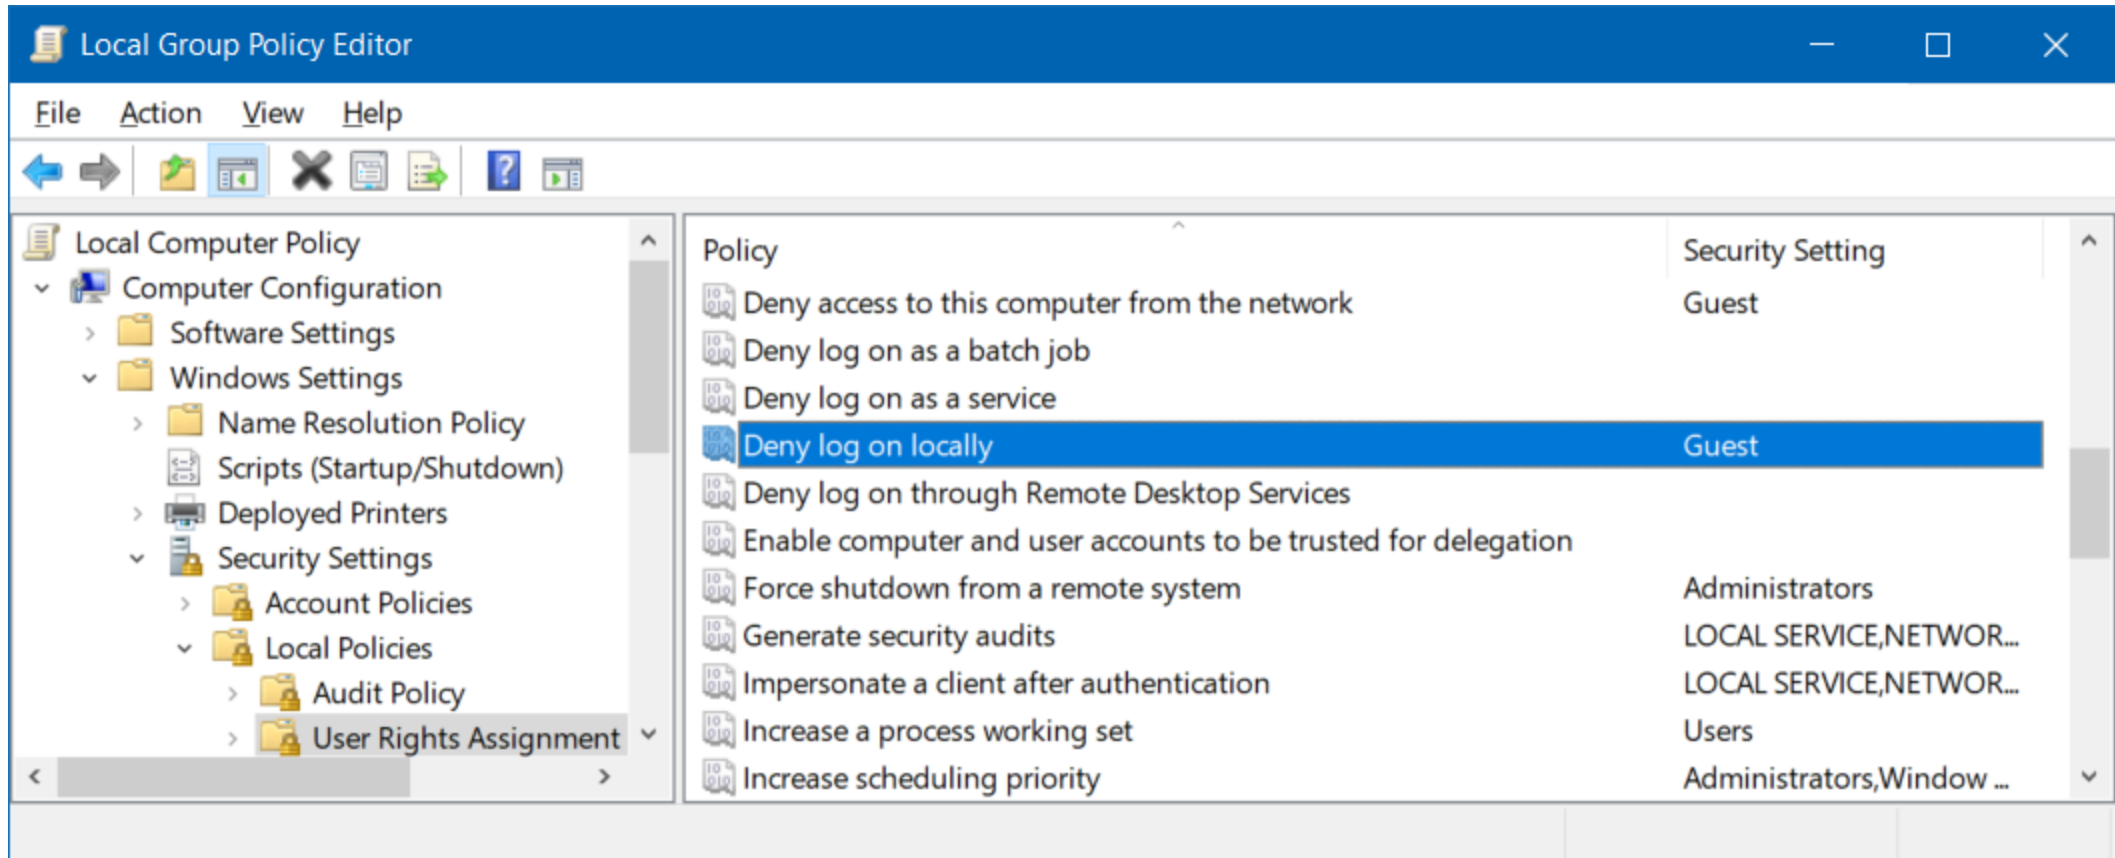 Local Group Policy Editor
File Action View Help
Local Computer Policy
Computer Configuration
Software Settings
Windows Settings
Name Resolution Policy
Scripts (Startup/Shutdown)
Deployed Printers
Security Settings
Account Policies
Local Policies
Audit Policy
User Rights Assignment
Policy Security Setting
Deny access to this computer from the network Guest
Deny log on as a batch job
Deny log on as a service
Deny log on locally Guest
Deny log on through Remote Desktop Services
Enable computer and user accounts to be trusted for delegation
Force shutdown from a remote system Administrators
Generate security audits LOCAL SERVICE,NETWOR...
Impersonate a client after authentication LOCAL SERVICE,NETWOR...
Increase a process working set Users
Increase scheduling priority Administrators,Window ...